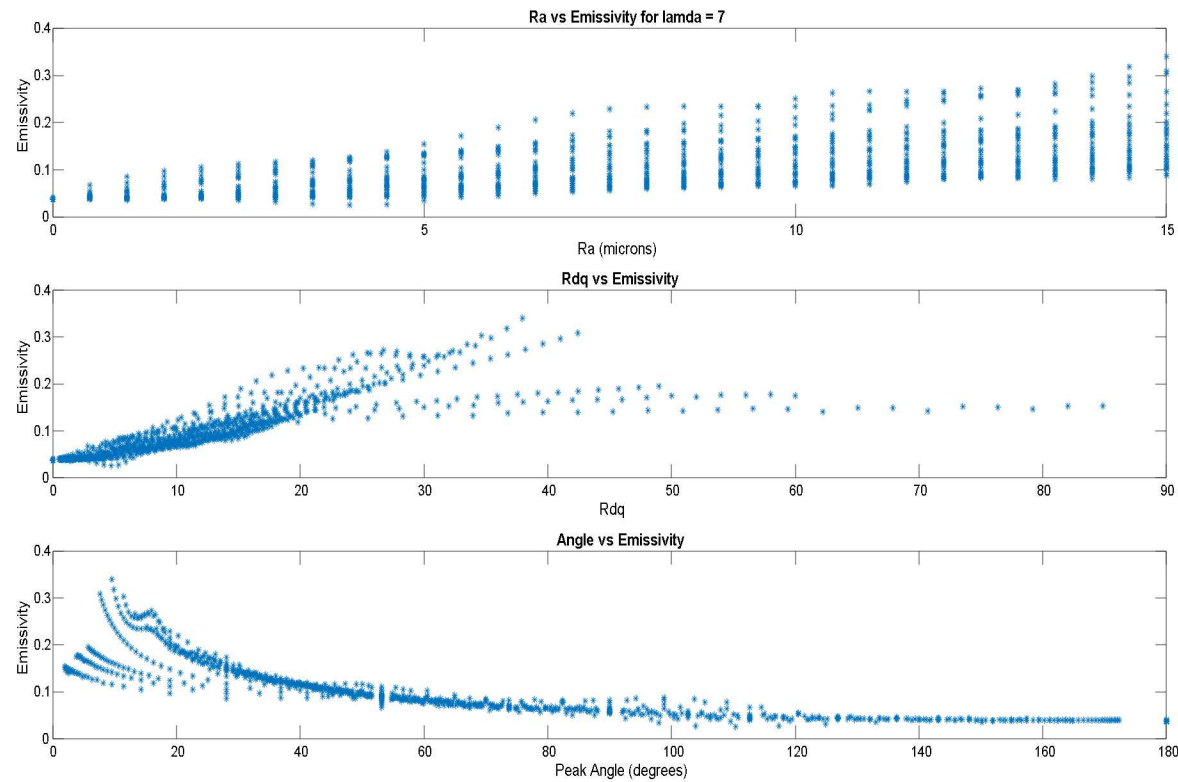 Ra vs Emissivity for lamda = 7
0.4
0.3
0.2
0.1
0
Emissivity
0 5 10 15
Ra (microns)
Rdq vs Emissivity
0.4
0.3
0.2
0.1
0
Emissivity
0 10 20 30 40 50 60 70 80 90
Rdq
Angle vs Emissivity
0.4
0.3
0.2
0.1
0
Emissivity
0 20 40 60 80 100 120 140 160 180
Peak Angle (degrees)